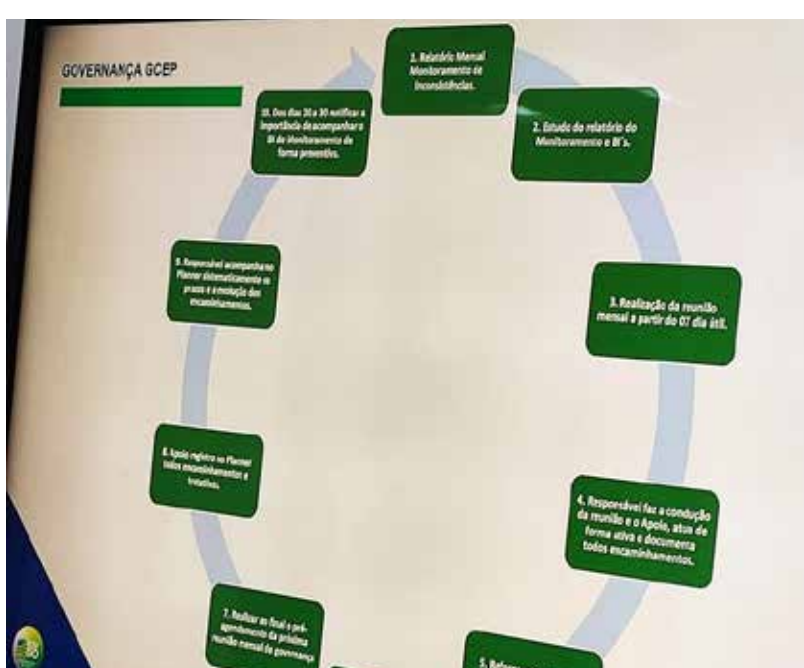 GOVERNANÇA GCEP
1. Relatório Mensal
Monitoramento de
Inconsistências.
2. Estudo do relatório do
Monitoramento e BI´s.
3. Realização da reunião
mensal a partir do 07 dia útil.
4. Responsável faz a condução
da reunião e o Apoio, atua de
forma ativa e documenta
todos encaminhamentos.
5.
7. Realizar ao final o pré-
agendamento da próxima
reunião mensal de governança
8. Apoio registra no Planner
todos encaminhamentos e
tratativas.
9. Responsável acompanha no
Planner sistematicamente os
prazos e a evolução dos
encaminhamentos.
10. Dos dias 20 a 30 notificar a
importância de acompanhar o
BI do Monitoramento de
forma preventiva.